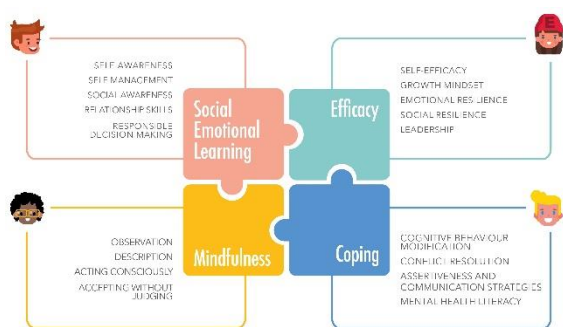 SELF AWARENESS
SELF MANAGEMENT
SOCIAL AWARENESS
RELATIONSHIP SKILLS
RESPONSIBLE
DECISION MAKING
Social
Emotional
Learning
Efficacy
E
SELF-EFFICACY
GROWTH MINDSET
EMOTIONAL RESILIENCE
SOCIAL RESILIENCE
LEADERSHIP
OBSERVATION
DESCRIPTION
ACTING CONSCIOUSLY
ACCEPTING WITHOUT
JUDGING
Mindfulness
Coping
COGNITIVE BEHAVIOUR
MODIFICATION
CONFLICT RESOLUTION
ASSERTIVENESS AND
COMMUNICATION STRATEGIES
MENTAL HEALTH LITERACY